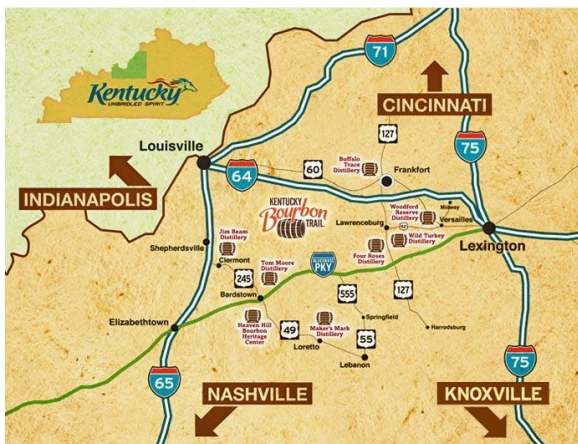 71
Kentucky
UNBRIDLED SPIRIT
CINCINNATI
127
75
Louisville
Buffalo
Trace
Distillery
60
Frankfort
64
INDIANAPOLIS
KENTUCKY
Bourbon
TRAIL
Woodford
Reserve
Distillery
Midway
Versailles
Lawrenceburg
62
Lexington
Jim Beam
Distillery
Wild Turkey
Distillery
Shepherdsville
Clermont
Four Roses
Distillery
Tom Moore
Distillery
BLUEGRASS
PKY
245
Bardstown
555
127
Elizabethtown
Heaven Hill
Bourbon
Heritage
Center
49
Maker's Mark
Distillery
Springfield
Harrodsburg
Loretto
55
Lebanon
65
75
NASHVILLE
KNOXVILLE